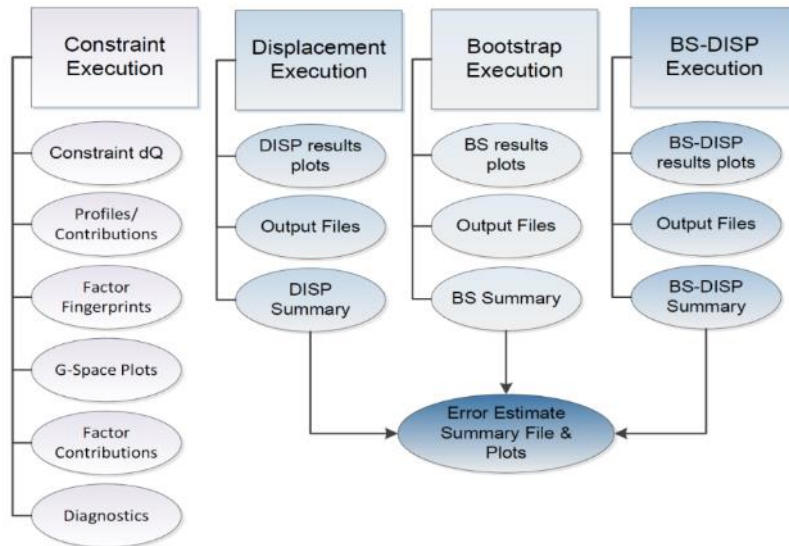 Constraint
Execution
Constraint dQ
Profiles/
Contributions
Factor
Fingerprints
G-Space Plots
Factor
Contributions
Diagnostics
Displacement
Execution
DISP results
plots
Output Files
DISP
Summary
Bootstrap
Execution
BS results
plots
Output Files
BS Summary
BS-DISP
Execution
BS-DISP
results plots
Output Files
BS-DISP
Summary
Error Estimate
Summary File &
Plots